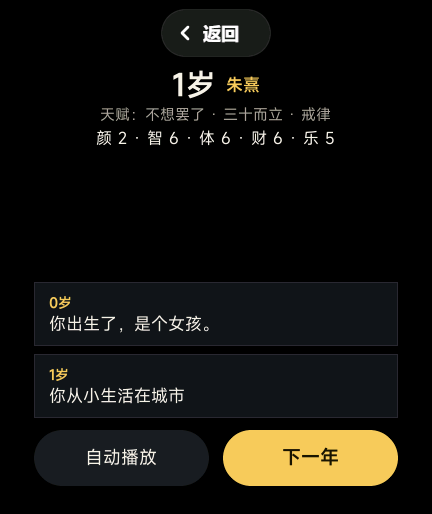 返回
1岁 朱熹
天赋：不想罢了 · 三十而立 · 戒律
颜 2 · 智 6 · 体 6 · 财 6 · 乐 5
0岁
你出生了，是个女孩。
1岁
你从小生活在城市
自动播放 下一年